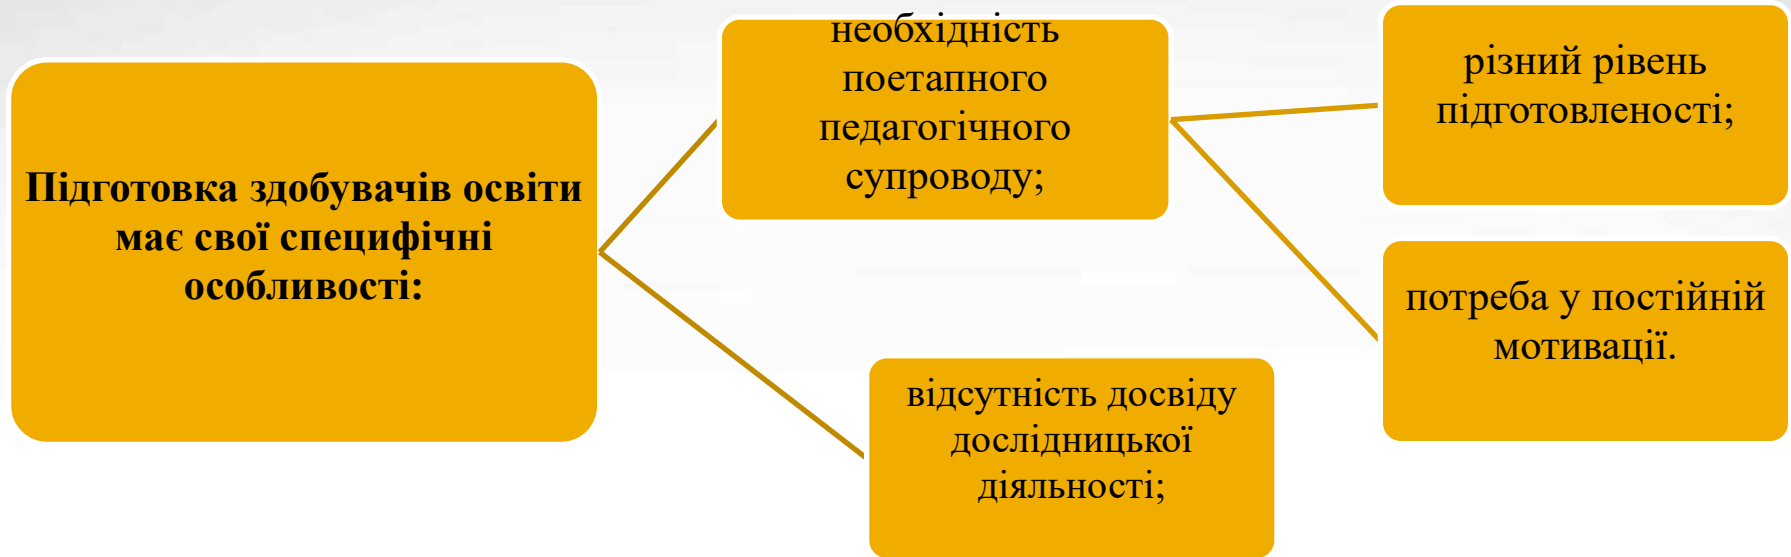 Підготовка здобувачів освіти
має свої специфічні
особливості:
необхідність
поетапного
педагогічного
супроводу;
відсутність досвіду
дослідницької
діяльності;
різний рівень
підготовленості;
потреба у постійній
мотивації.